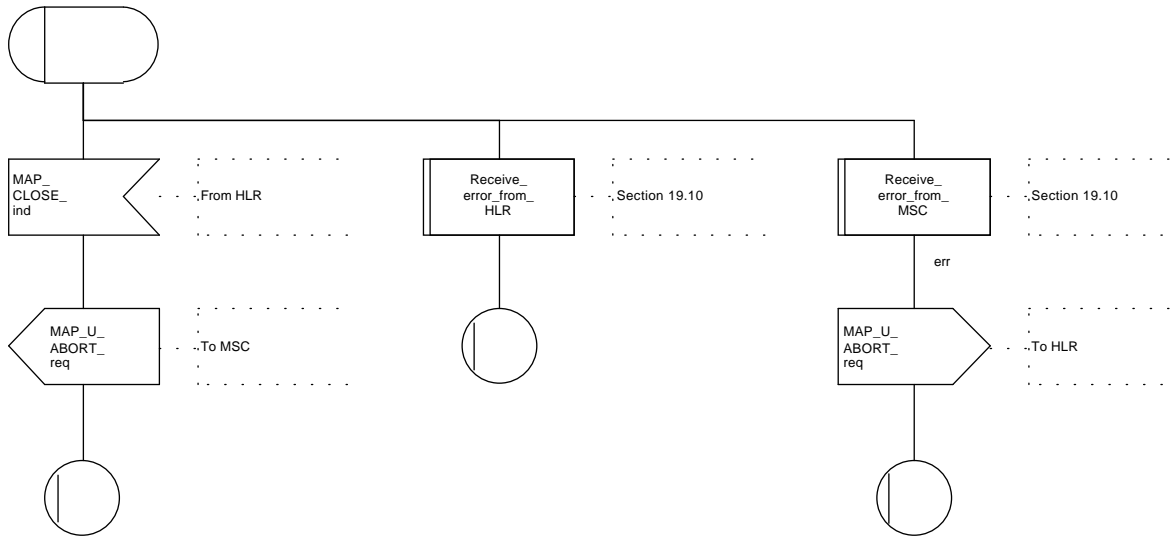 MAP_
CLOSE_
ind
From HLR
Receive_
error_from_
HLR
Section 19.10
Receive_
error_from_
MSC
Section 19.10
err
MAP_U_
ABORT_
req
To MSC
MAP_U_
ABORT_
req
To HLR